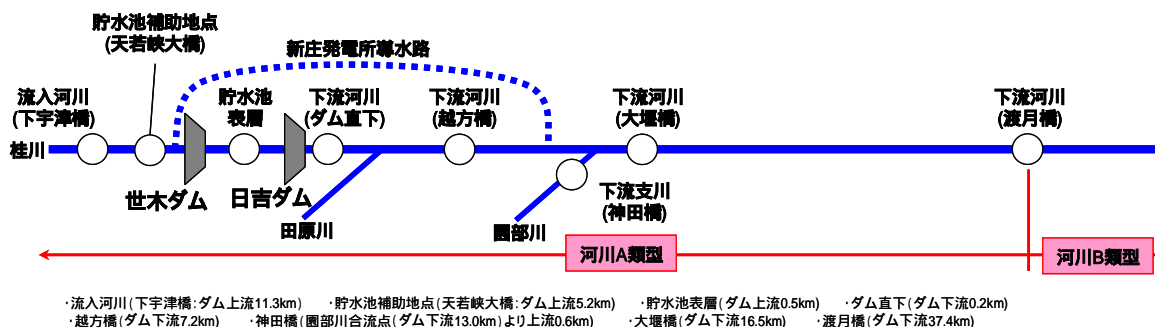 貯水池補助地点
(天若峡大橋)
新庄発電所導水路
流入河川
(下宇津橋)
貯水池
表層
下流河川
(ダム直下)
下流河川
(越方橋)
下流河川
(大堰橋)
下流河川
(渡月橋)
桂川
世木ダム
日吉ダム
田原川
園部川
下流支川
(神田橋)
河川A類型
河川B類型
・流入河川(下宇津橋:ダム上流11.3km) ・貯水池補助地点(天若峡大橋:ダム上流5.2km) ・貯水池表層(ダム上流0.5km) ・ダム直下(ダム下流0.2km)
・越方橋(ダム下流7.2km) ・神田橋(園部川合流点(ダム下流13.0km)より上流0.6km) ・大堰橋(ダム下流16.5km) ・渡月橋(ダム下流37.4km)